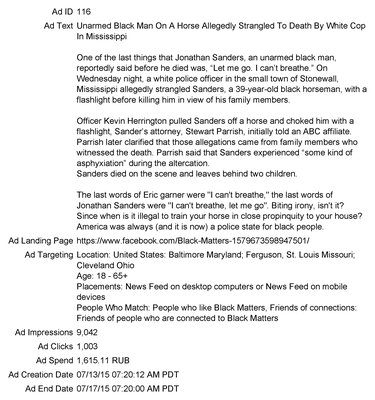 Ad ID 116
Ad Text Unarmed Black Man On A Horse Allegedly Strangled To Death By White Cop
In Mississippi
One of the last things that Jonathan Sanders, an unarmed black man,
reportedly said before he died was, "Let me go. I can't breathe." On
Wednesday night, a white police officer in the small town of Stonewall,
Mississippi allegedly strangled Sanders, a 39-year-old black horseman, with a
flashlight before killing him in view of his family members.
Officer Kevin Herrington pulled Sanders off a horse and choked him with a
flashlight, Sander's attorney, Stewart Parrish, initially told an ABC affiliate.
Parrish later clarified that those allegations came from family members who
witnessed the death. Parrish said that Sanders experienced "some kind of
asphyxiation" during the altercation.
Sanders died on the scene and leaves behind two children.
The last words of Eric garner were "I can't breathe," the last words of
Jonathan Sanders were "I can't breathe, let me go". Biting irony, isn't it?
Since when is it illegal to train your horse in close propinquity to your house?
America was always (and it is now) a police state for black people.
Ad Landing Page https://www.facebook.com/Black-Matters-1579673598947501/
Ad Targeting Location: United States: Baltimore Maryland; Ferguson, St. Louis Missouri;
Cleveland Ohio
Age: 18 - 65+
Placements: News Feed on desktop computers or News Feed on mobile
devices
People Who Match: People who like Black Matters, Friends of connections:
Friends of people who are connected to Black Matters
Ad Impressions 9,042
Ad Clicks 1,003
Ad Spend 1,615.11 RUB
Ad Creation Date 07/13/15 07:20:12 AM PDT
Ad End Date 07/17/15 07:20:00 AM PDT